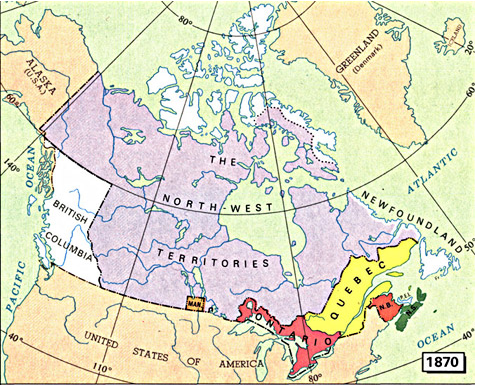 80°
ALASKA
(U.S.A.)
GREENLAND
(Denmark)
ICELAND
20°
60°
60°
140°
OCEAN
PACIFIC
THE
NORTH-WEST
TERRITORIES
BRITISH
COLUMBIA
ATLANTIC
NEWFOUNDLAND
50°
MAN.
ONTARIO
QUEBEC
N.B.
N.S.
OCEAN
UNITED STATES OF AMERICA
40°
110°
80°
40°
1870